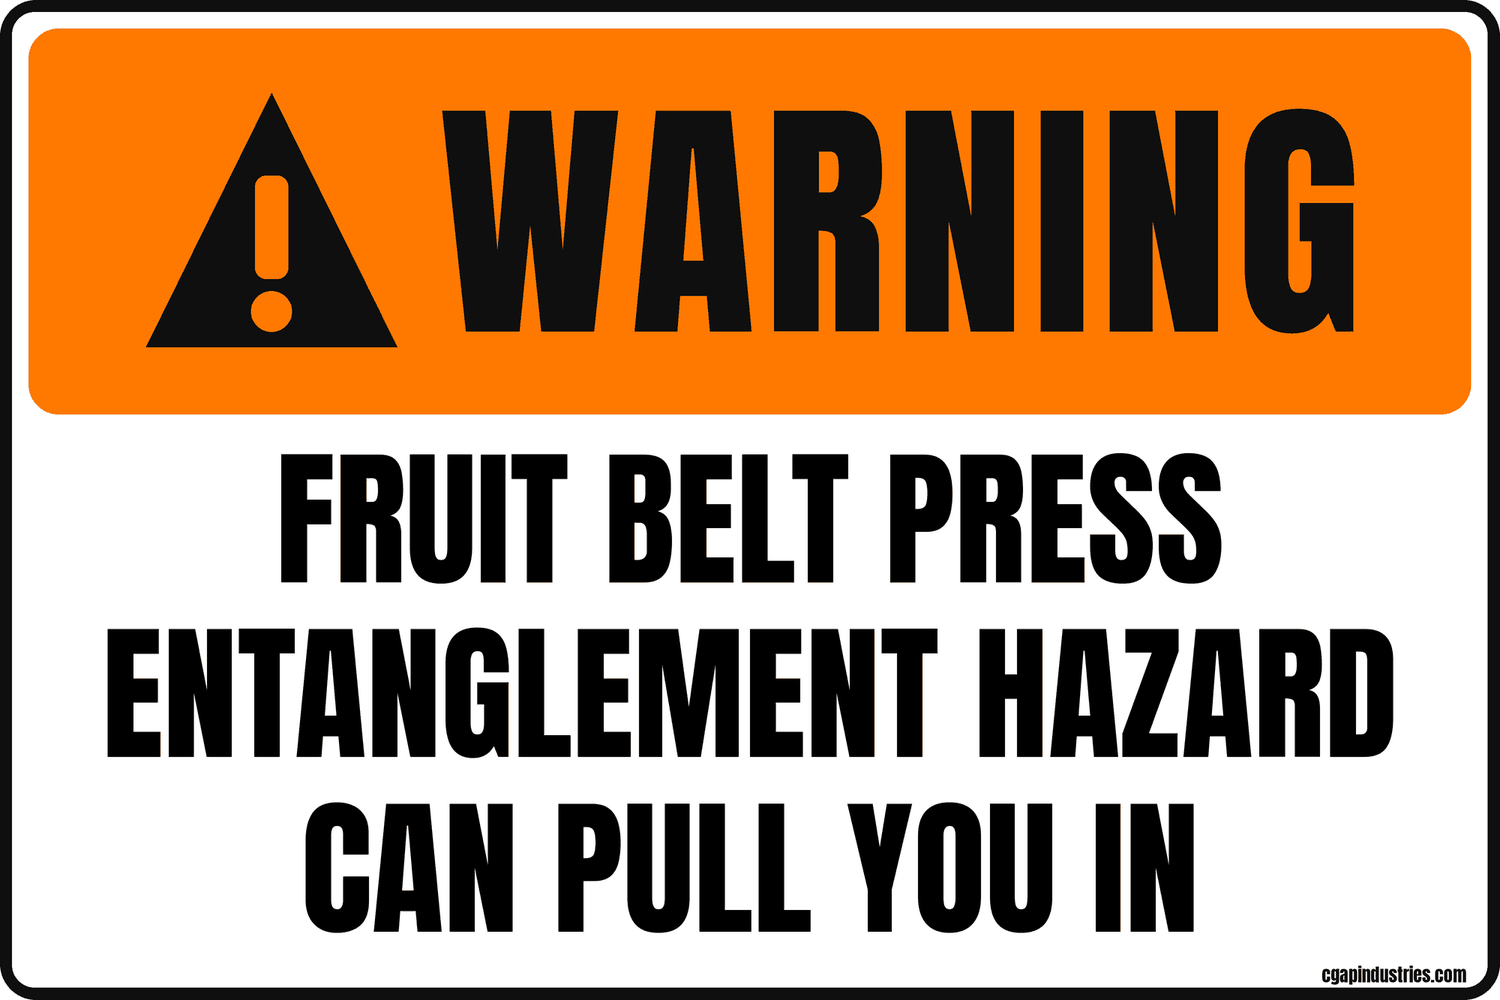 WARNING
FRUIT BELT PRESS
ENTANGLEMENT HAZARD
CAN PULL YOU IN
cgapindustries.com